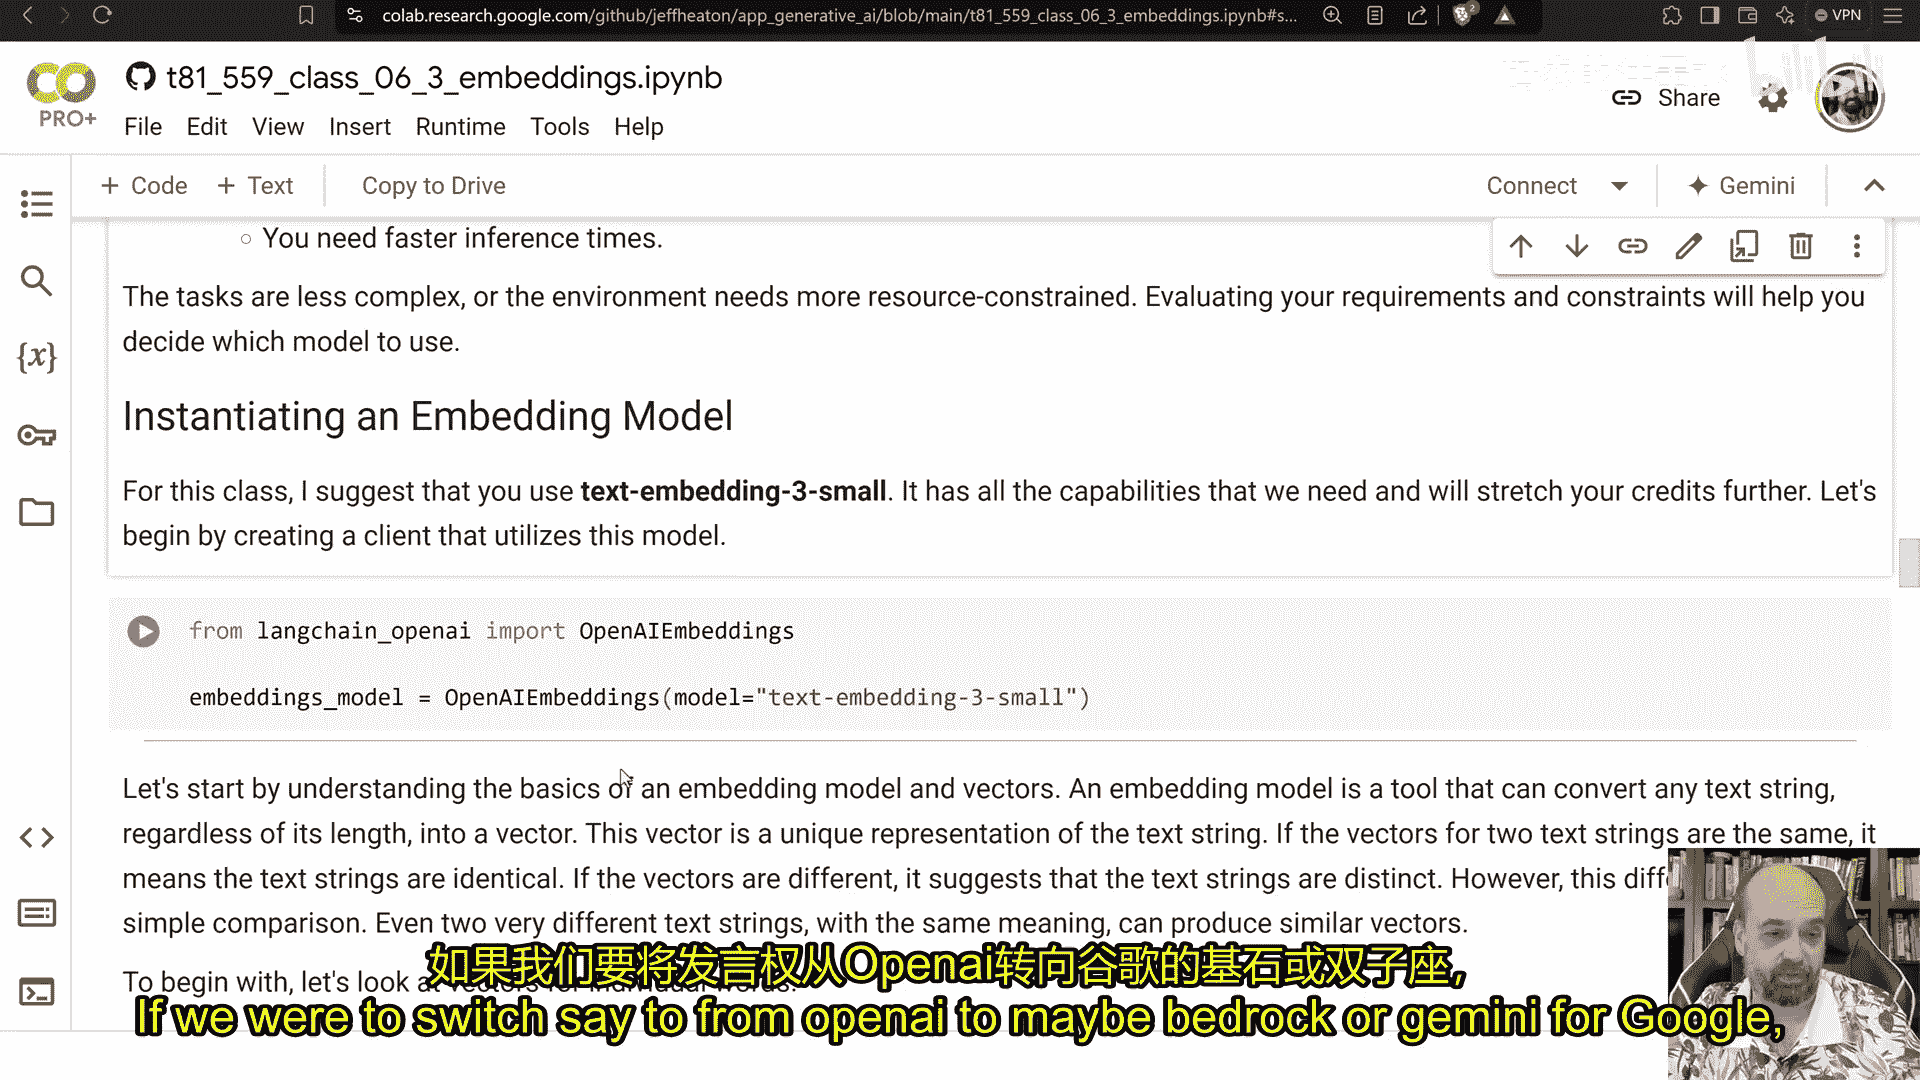 colab.research.google.com/github/jeffheaton/app_generative_ai/blob/main/t81_559_class_06_3_embeddings.ipynb#s...
2
VPN
CO
PRO+
t81_559_class_06_3_embeddings.ipynb
bilibili
Share
File Edit View Insert Runtime Tools Help
+ Code + Text Copy to Drive Connect Gemini
You need faster inference times.
The tasks are less complex, or the environment needs more resource-constrained. Evaluating your requirements and constraints will help you
decide which model to use.
Instantiating an Embedding Model
For this class, I suggest that you use text-embedding-3-small. It has all the capabilities that we need and will stretch your credits further. Let's
begin by creating a client that utilizes this model.
{x}
from langchain_openai import OpenAIEmbeddings
embeddings_model = OpenAIEmbeddings(model="text-embedding-3-small")
Let's start by understanding the basics of an embedding model and vectors. An embedding model is a tool that can convert any text string,
regardless of its length, into a vector. This vector is a unique representation of the text string. If the vectors for two text strings are the same, it
means the text strings are identical. If the vectors are different, it suggests that the text strings are distinct. However, this diff
simple comparison. Even two very different text strings, with the same meaning, can produce similar vectors.
To begin with, let's look a
如果我们要将发言权从Openai转向谷歌的基石或双子座，
If we were to switch say to from openai to maybe bedrock or gemini for Google,